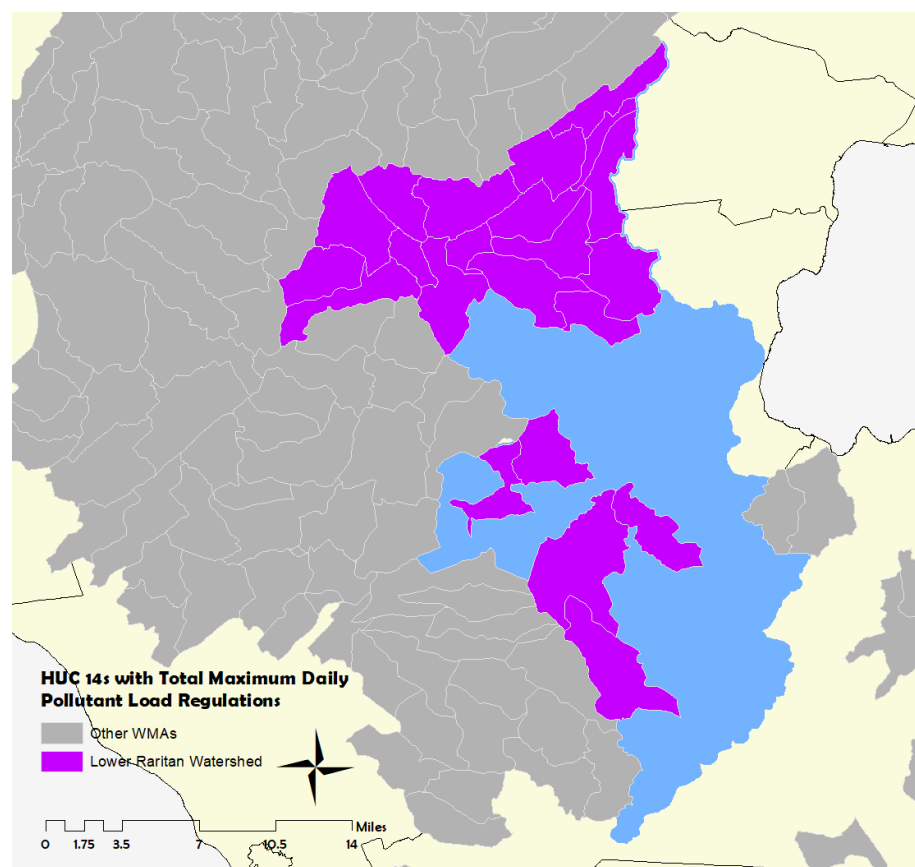 HUC 14s with Total Maximum Daily
Pollutant Load Regulations
Other WMAs
Lower Raritan Watershed
Miles
0 1.75 3.5 7 10.5 14